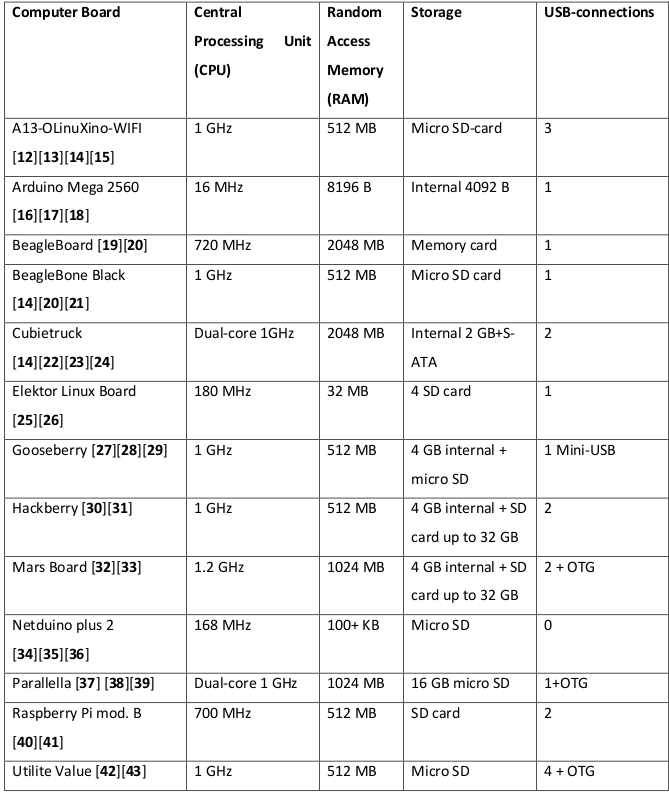 Computer Board Central Random Storage USB-connections
Processing Unit Access
(CPU) Memory
(RAM)
A13-OLinuXino-WIFI 1 GHz 512 MB Micro SD-card 3
[12][13][14][15]
Arduino Mega 2560 16 MHz 8196 B Internal 4092 B 1
[16][17][18]
BeagleBoard [19][20] 720 MHz 2048 MB Memory card 1
BeagleBone Black 1 GHz 512 MB Micro SD card 1
[14][20][21]
Cubietruck Dual-core 1GHz 2048 MB Internal 2 GB+S- 2
[14][22][23][24] ATA
Elektor Linux Board 180 MHz 32 MB 4 SD card 1
[25][26]
Gooseberry [27][28][29] 1 GHz 512 MB 4 GB internal + 1 Mini-USB
micro SD
Hackberry [30][31] 1 GHz 512 MB 4 GB internal + SD 2
card up to 32 GB
Mars Board [32][33] 1.2 GHz 1024 MB 4 GB internal + SD 2 + OTG
card up to 32 GB
Netduino plus 2 168 MHz 100+ KB Micro SD 0
[34][35][36]
Parallella [37] [38][39] Dual-core 1 GHz 1024 MB 16 GB micro SD 1+OTG
Raspberry Pi mod. B 700 MHz 512 MB SD card 2
[40][41]
Utilite Value [42][43] 1 GHz 512 MB Micro SD 4 + OTG